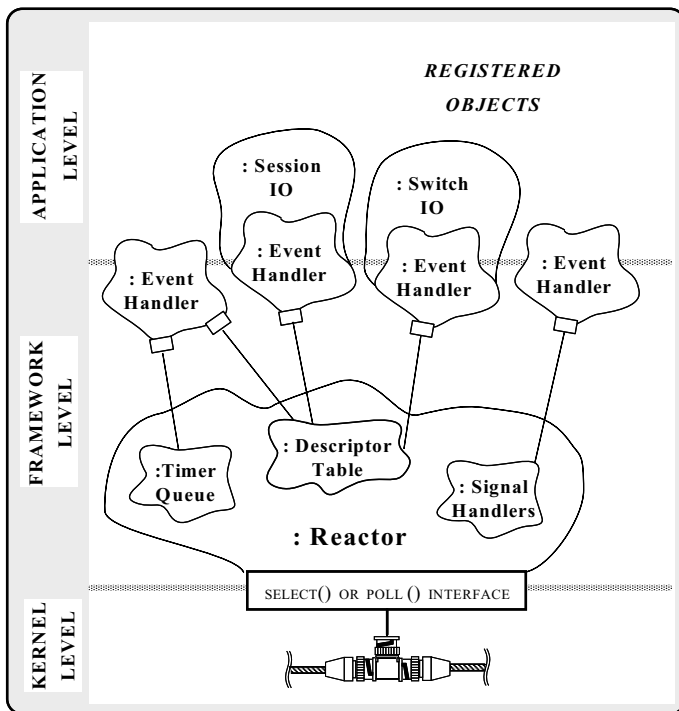 REGISTERED
OBJECTS
APPLICATION
LEVEL
: Session
IO
: Switch
IO
: Event
Handler
: Event
Handler
: Event
Handler
: Event
Handler
FRAMEWORK
LEVEL
:Timer
Queue
: Descriptor
Table
: Signal
Handlers
: Reactor
SELECT() OR POLL () INTERFACE
KERNEL
LEVEL